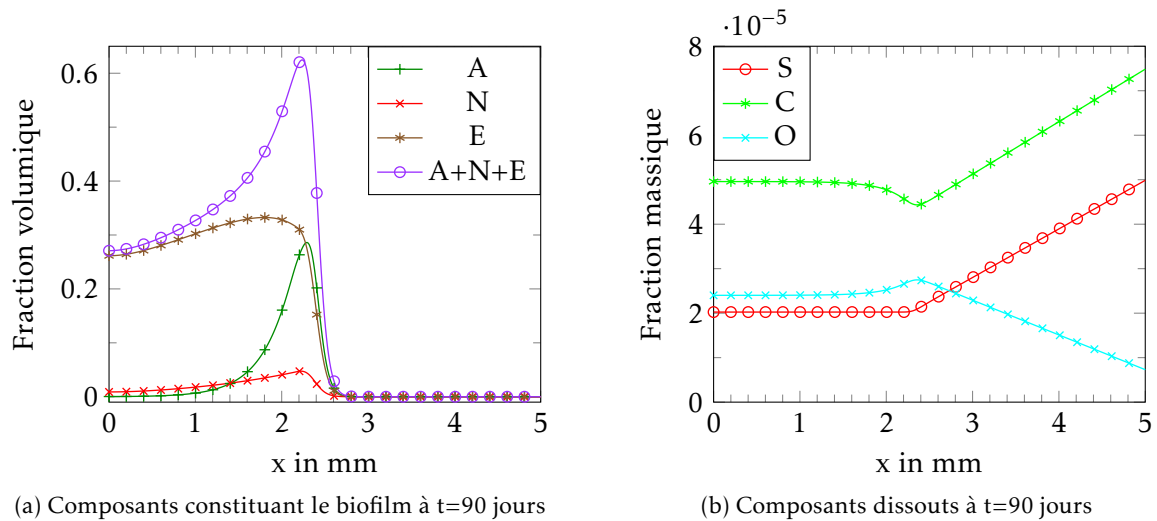 A
N
E
A+N+E
Fraction volumique
0.6
0.4
0.2
0
0 1 2 3 4 5
x in mm
(a) Composants constituant le biofilm à t=90 jours
·10⁻⁵
S
C
O
Fraction massique
8
6
4
2
0
0 1 2 3 4 5
x in mm
(b) Composants dissouts à t=90 jours